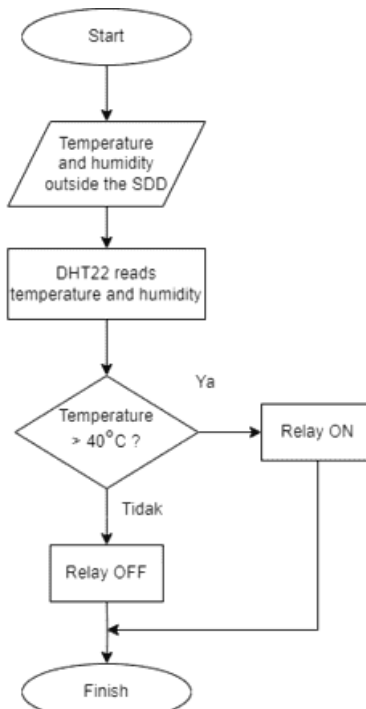 Start
Temperature
and humidity
outside the SDD
DHT22 reads
temperature and humidity
Temperature
> 40°C ?
Ya
Relay ON
Tidak
Relay OFF
Finish